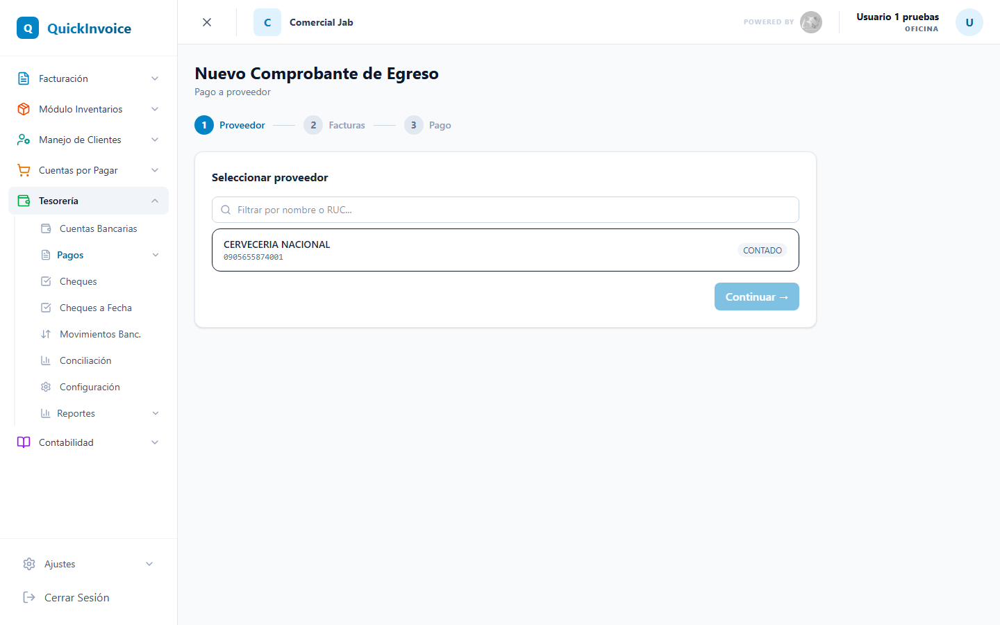 Q QuickInvoice
Facturación
Módulo Inventarios
Manejo de Clientes
Cuentas por Pagar
Tesorería
Cuentas Bancarias
Pagos
Cheques
Cheques a Fecha
Movimientos Banc.
Conciliación
Configuración
Reportes
Contabilidad
Ajustes
Cerrar Sesión
C Comercial Jab
POWERED BY
Usuario 1 pruebas
OFICINA
U
Nuevo Comprobante de Egreso
Pago a proveedor
1 Proveedor 2 Facturas 3 Pago
Seleccionar proveedor
Filtrar por nombre o RUC...
CERVECERIA NACIONAL
0905655874001
CONTADO
Continuar →